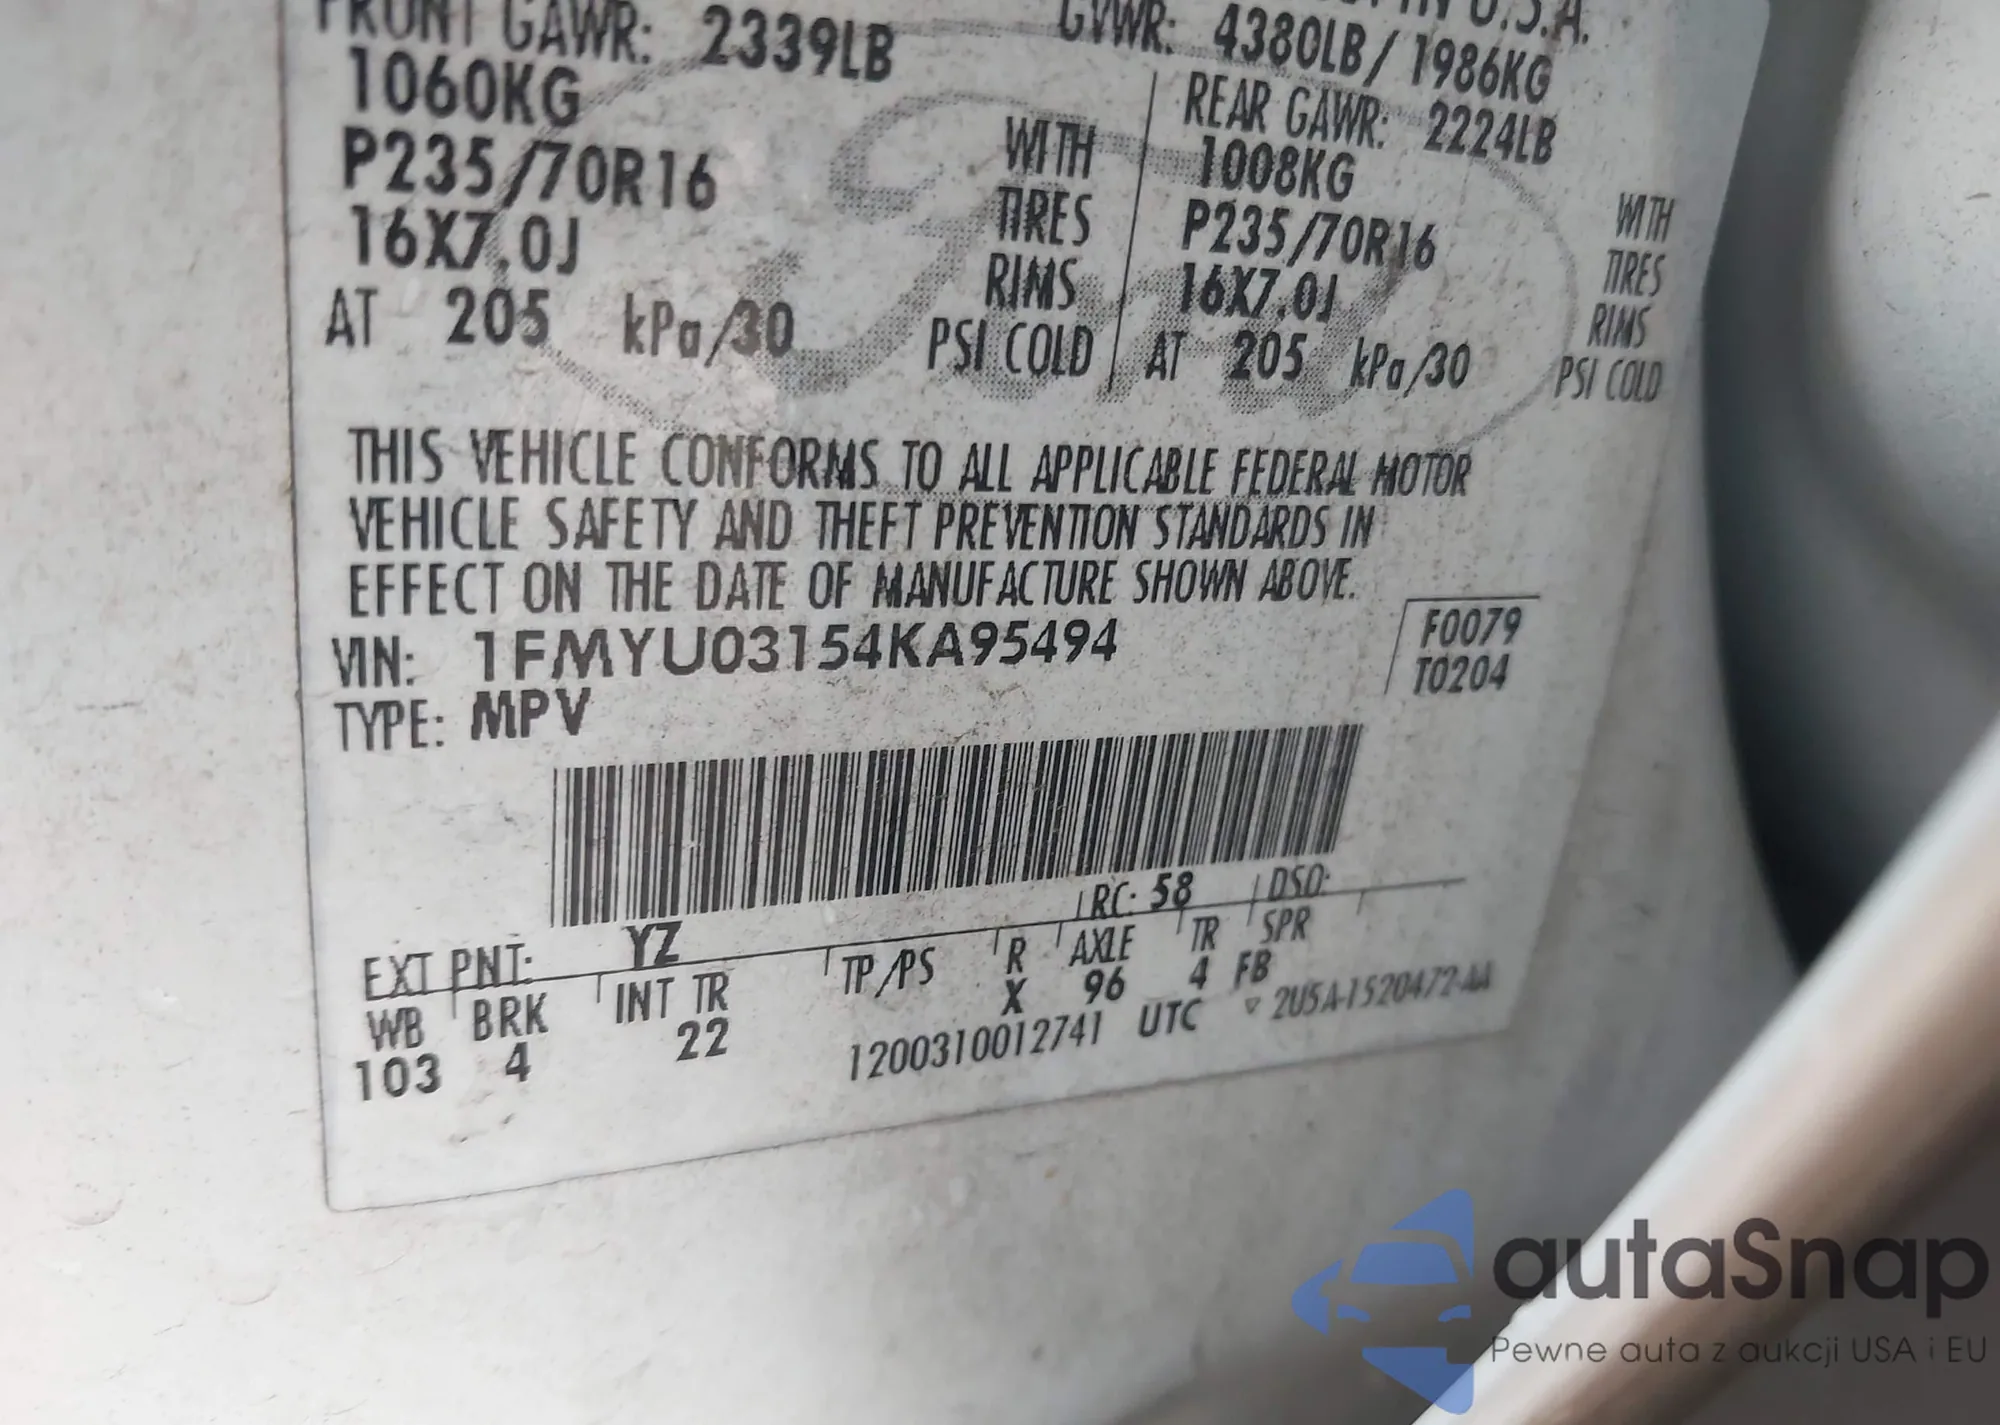 IN U.S.A.
FRONT GAWR: 2339LB
GVWR: 4380LB / 1986KG
1060KG WITH
P235/70R16 TIRES
16X7.0J RIMS
AT 205 kPa/30 PSI COLD
REAR GAWR: 2224LB
1008KG WITH
P235/70R16 TIRES
16X7.0J RIMS
AT 205 kPa/30 PSI COLD
Ford
THIS VEHICLE CONFORMS TO ALL APPLICABLE FEDERAL MOTOR
VEHICLE SAFETY AND THEFT PREVENTION STANDARDS IN
EFFECT ON THE DATE OF MANUFACTURE SHOWN ABOVE.
VIN: 1FMYU03154KA95494
TYPE: MPV
F0079
T0204
RC: 58 DSO:
EXT PNT: YZ
WB BRK INT TR TP/PS R AXLE TR SPR
103 4 22 X 96 4 FB
1200310012741 UTC ▽ 2U5A-1520472-AA
autaSnap
Pewne auta z aukcji USA i EU